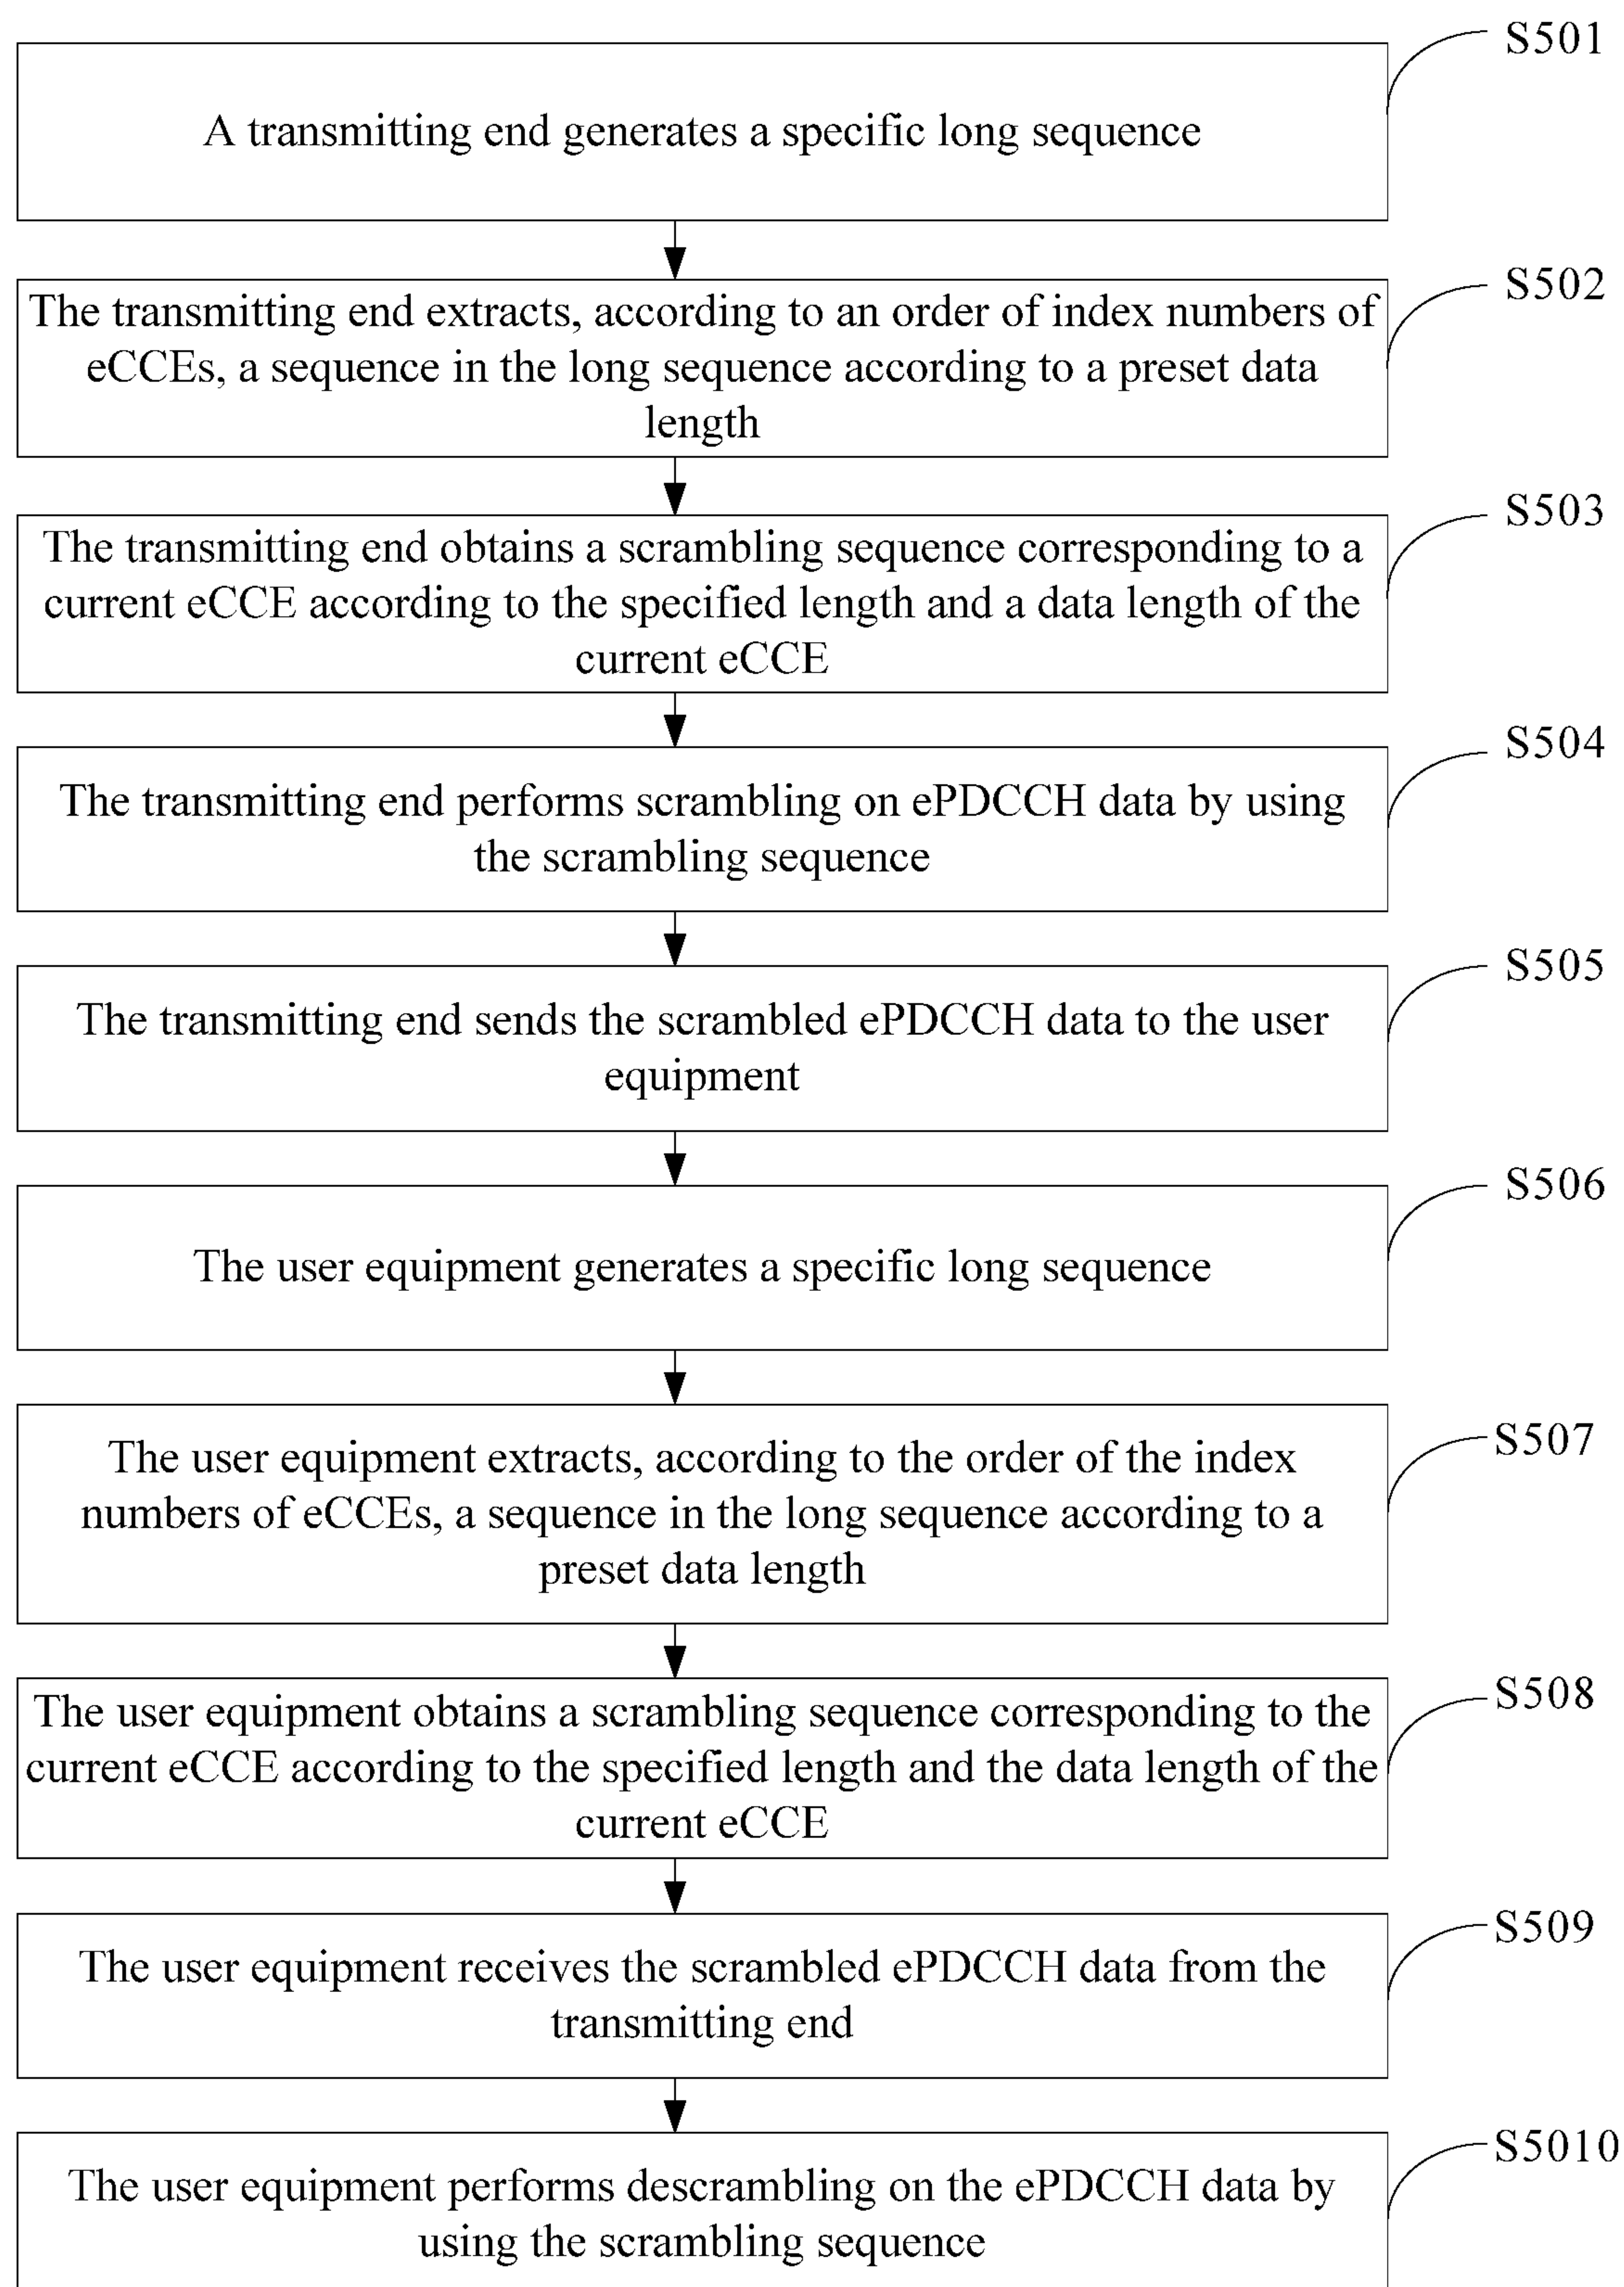 S501
A transmitting end generates a specific long sequence
S502
The transmitting end extracts, according to an order of index numbers of
eCCEs, a sequence in the long sequence according to a preset data
length
S503
The transmitting end obtains a scrambling sequence corresponding to a
current eCCE according to the specified length and a data length of the
current eCCE
S504
The transmitting end performs scrambling on ePDCCH data by using
the scrambling sequence
S505
The transmitting end sends the scrambled ePDCCH data to the user
equipment
S506
The user equipment generates a specific long sequence
S507
The user equipment extracts, according to the order of the index
numbers of eCCEs, a sequence in the long sequence according to a
preset data length
S508
The user equipment obtains a scrambling sequence corresponding to the
current eCCE according to the specified length and the data length of the
current eCCE
S509
The user equipment receives the scrambled ePDCCH data from the
transmitting end
S5010
The user equipment performs descrambling on the ePDCCH data by
using the scrambling sequence